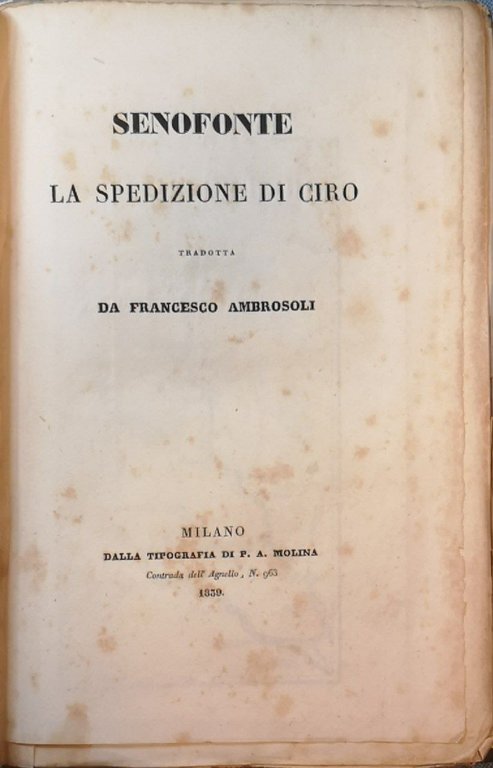 SENOFONTE
LA SPEDIZIONE DI CIRO
TRADOTTA
DA FRANCESCO AMBROSOLI
MILANO
DALLA TIPOGRAFIA DI P. A. MOLINA
Contrada dell' Agnello, N. 963
1839.